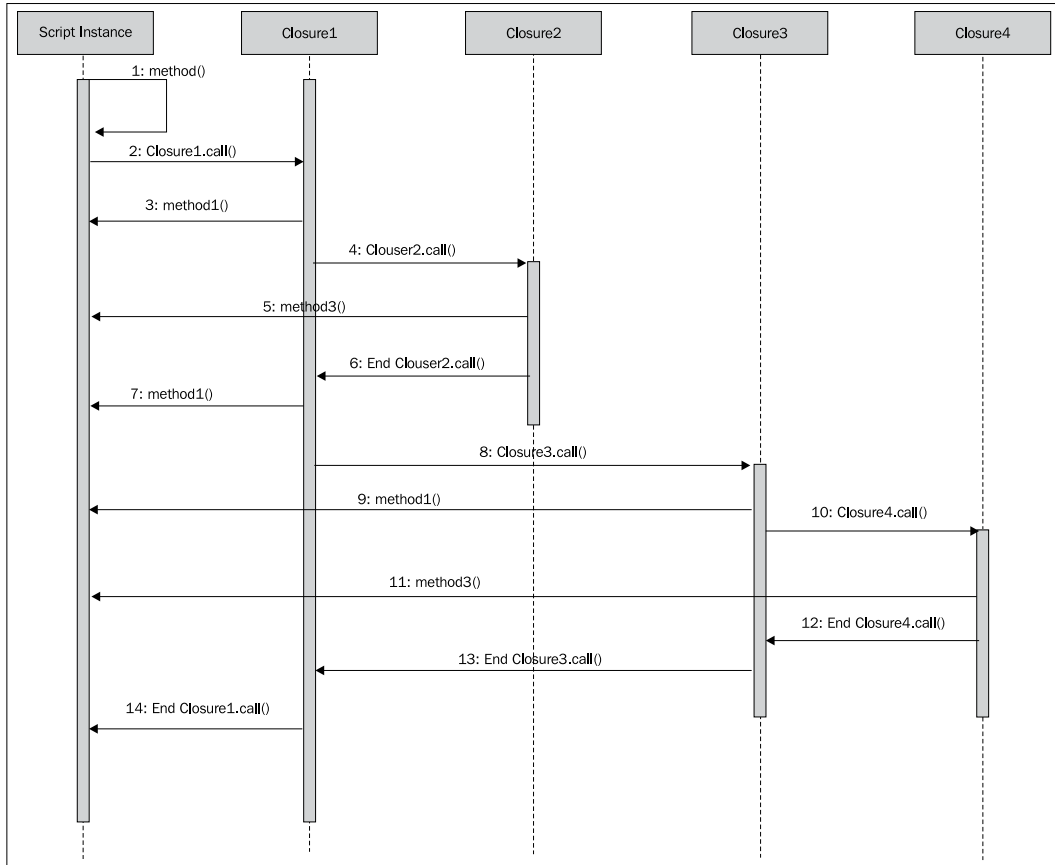 Script Instance
Closure1
Closure2
Closure3
Closure4
1: method()
2: Closure1.call()
3: method1()
4: Clouser2.call()
5: method3()
6: End Clouser2.call()
7: method1()
8: Closure3.call()
9: method1()
10: Closure4.call()
11: method3()
12: End Closure4.call()
13: End Closure3.call()
14: End Closure1.call()